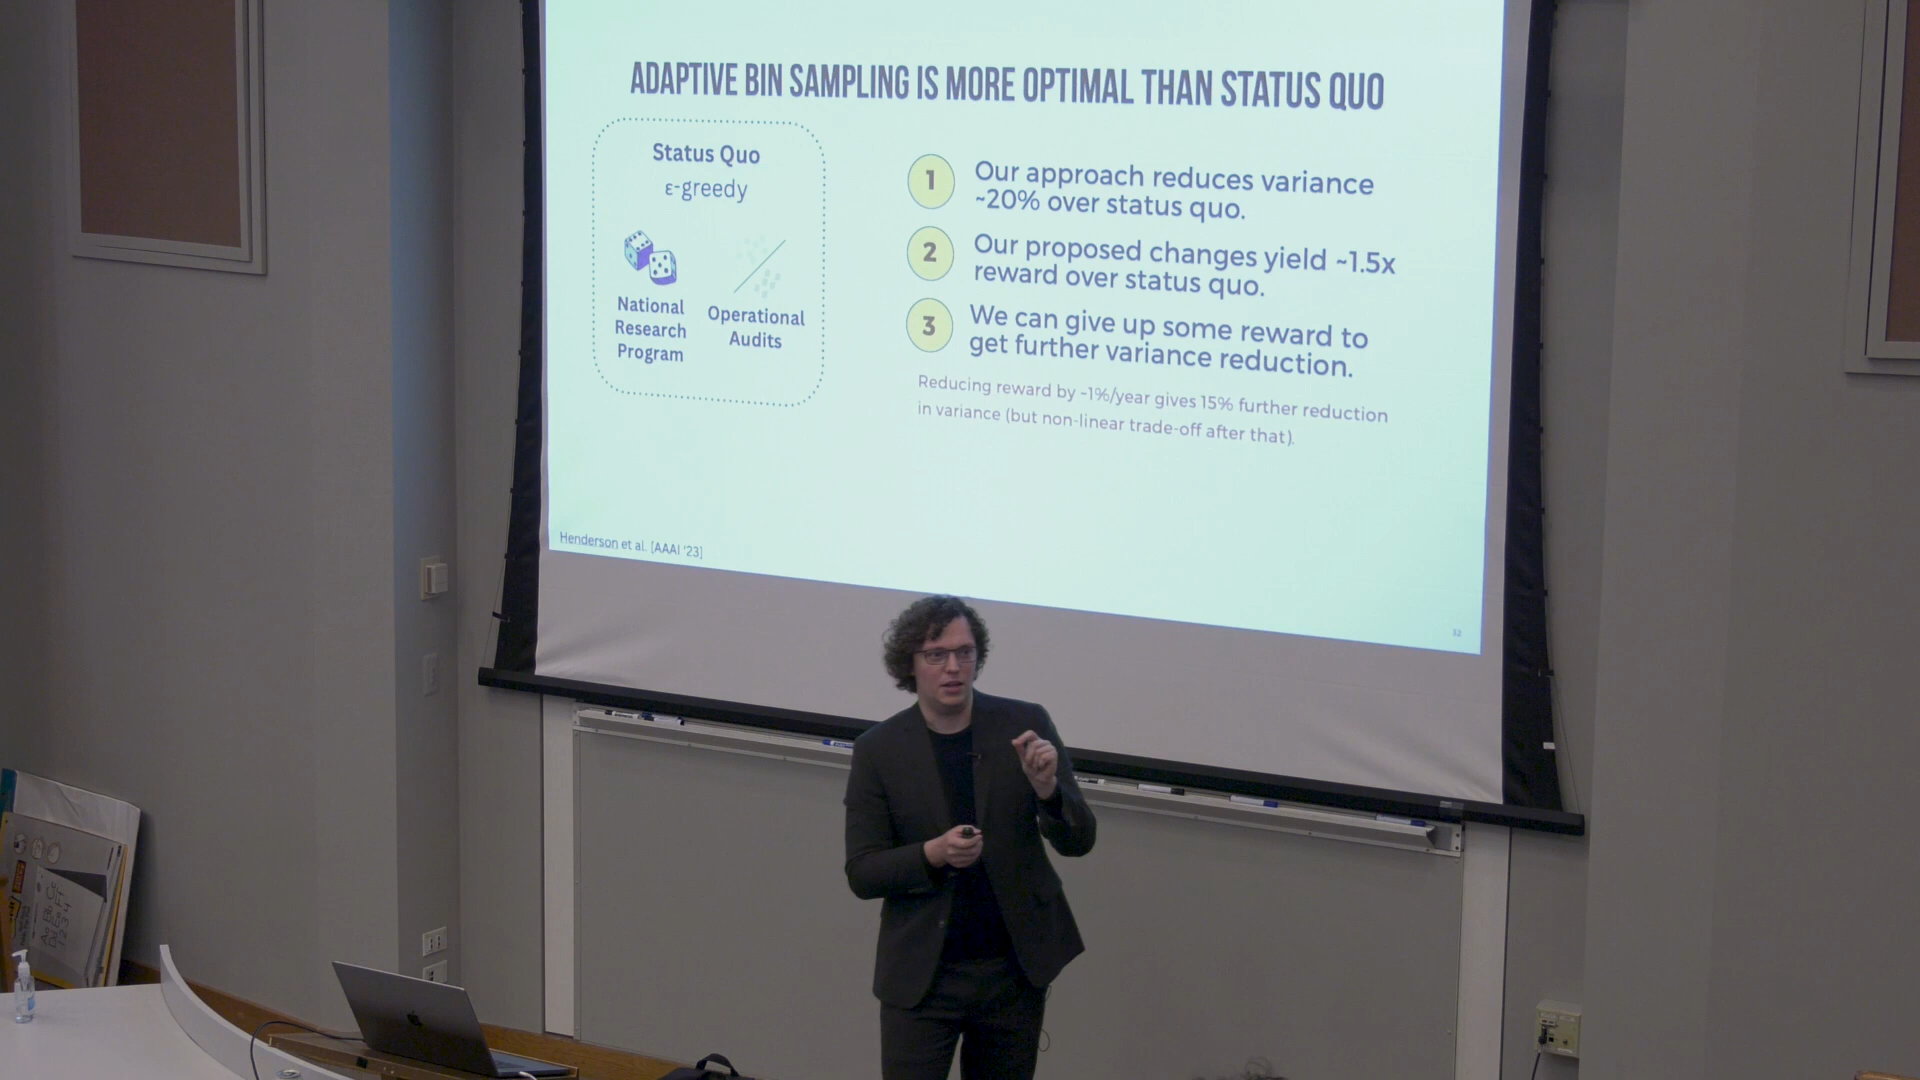 ADAPTIVE BIN SAMPLING IS MORE OPTIMAL THAN STATUS QUO
Status Quo
ε-greedy
National
Research
Program
Operational
Audits
1
Our approach reduces variance
~20% over status quo.
2
Our proposed changes yield ~1.5x
reward over status quo.
3
We can give up some reward to
get further variance reduction.
Reducing reward by ~1%/year gives 15% further reduction
in variance (but non-linear trade-off after that).
Henderson et al. [AAAI '23]
32